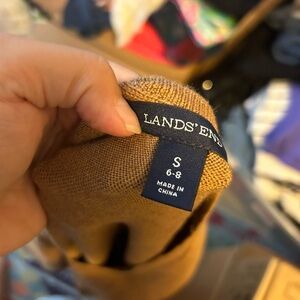 LANDS' END
S
6-8
MADE IN
CHINA